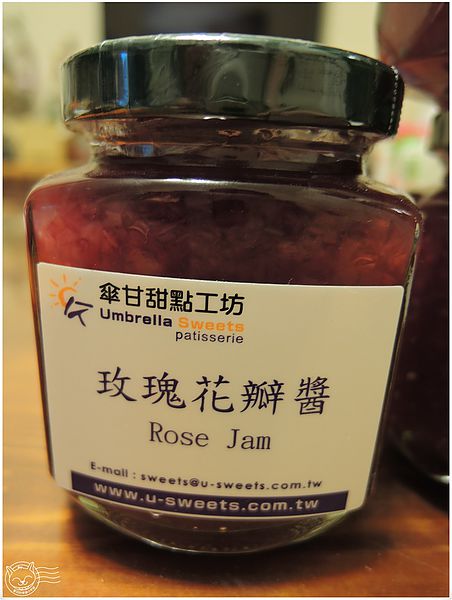 傘甘甜點工坊
Umbrella Sweets
patisserie
玫瑰花瓣醬
Rose Jam
E-mail : sweets@u-sweets.com.tw
www.u-sweets.com.tw